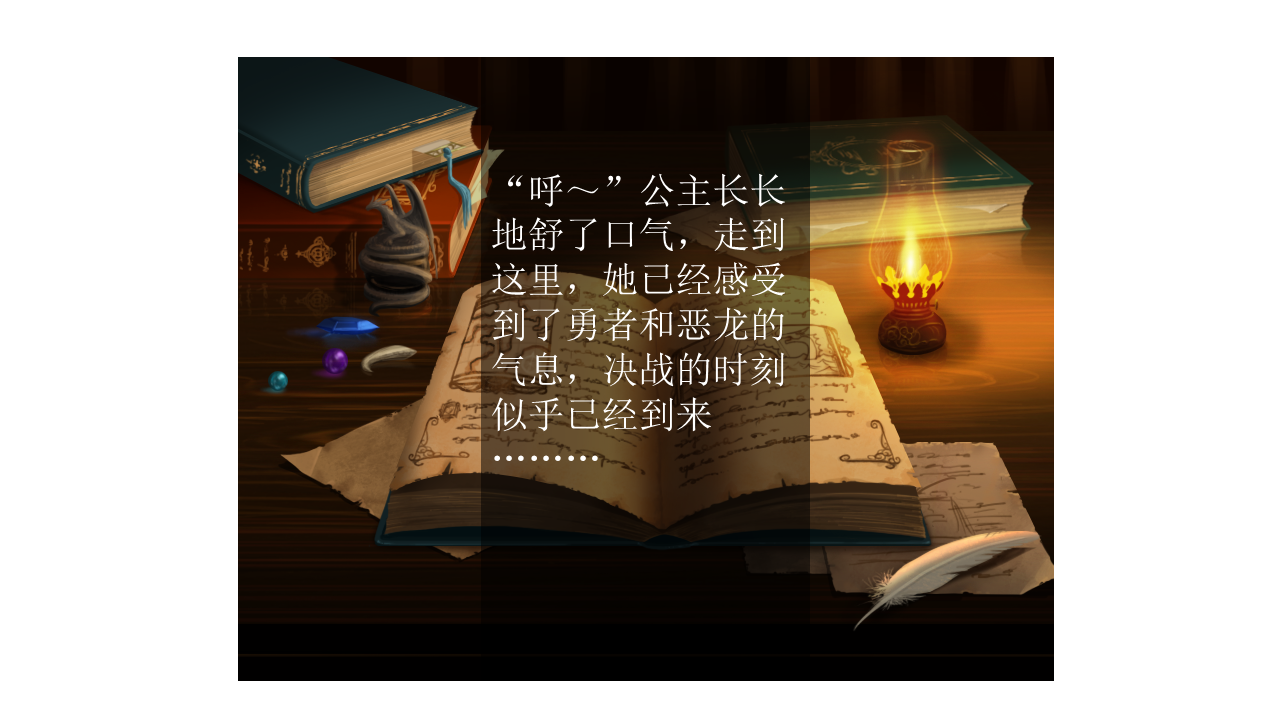 “呼～”公主长长
地舒了口气，走到
这里，她已经感受
到了勇者和恶龙的
气息，决战的时刻
似乎已经到来
………